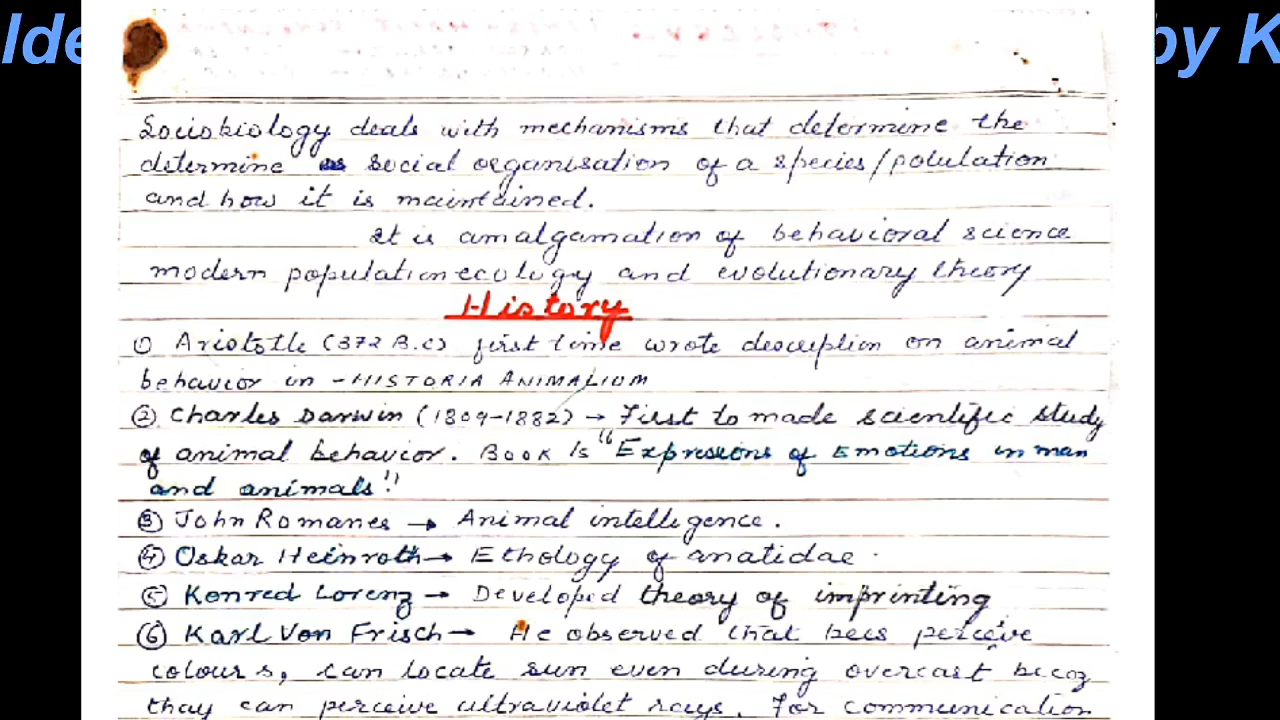 Ide
by K
Sociobiology deals with mechanisms that determine the
determine social organisation of a species/polulation
and how it is maintained.
It is amalgamation of behavioral science
modern population ecology and evolutionary theory
History
① Aristotle (372 B.C) first time wrote description on animal
behavior in - HISTORIA ANIMALIUM
② Charles Darwin (1809-1882) → First to made scientific study
of animal behavior. BOOK IS "Expressions of Emotions in man
and animals"
③ John Romanes → Animal intelligence.
④ Oskar Heinroth → Ethology of anatidae.
⑤ Konred Lorenz → Developed theory of imprinting
⑥ Karl Von Frisch → He observed that bees perceive
colours, can locate sun even during overcast becoz
thay can perceive ultraviolet rays. For communication